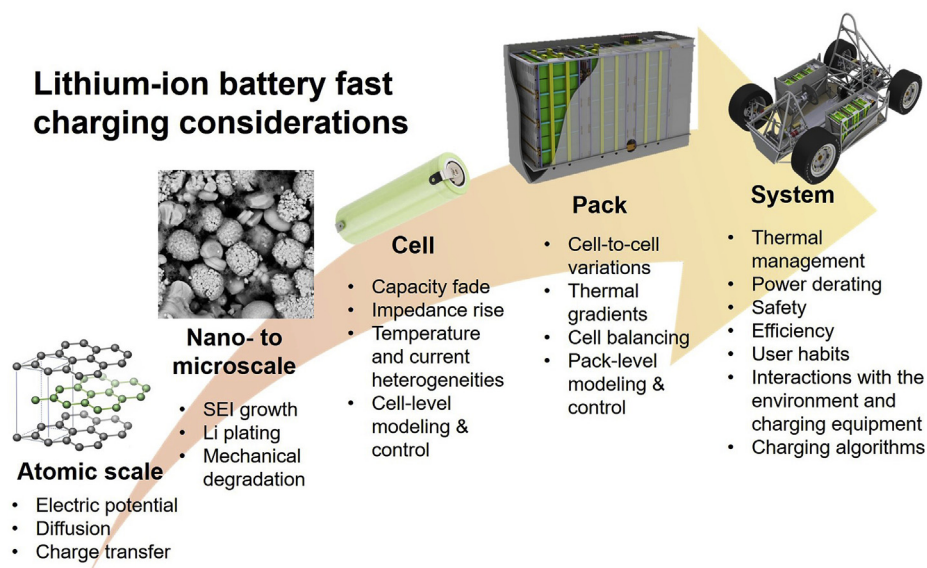 Lithium-ion battery fast
charging considerations
Atomic scale
• Electric potential
• Diffusion
• Charge transfer
Nano- to
microscale
• SEI growth
• Li plating
• Mechanical
degradation
Cell
• Capacity fade
• Impedance rise
• Temperature
and current
heterogeneities
• Cell-level
modeling &
control
Pack
• Cell-to-cell
variations
• Thermal
gradients
• Cell balancing
• Pack-level
modeling &
control
System
• Thermal
management
• Power derating
• Safety
• Efficiency
• User habits
• Interactions with the
environment and
charging equipment
• Charging algorithms